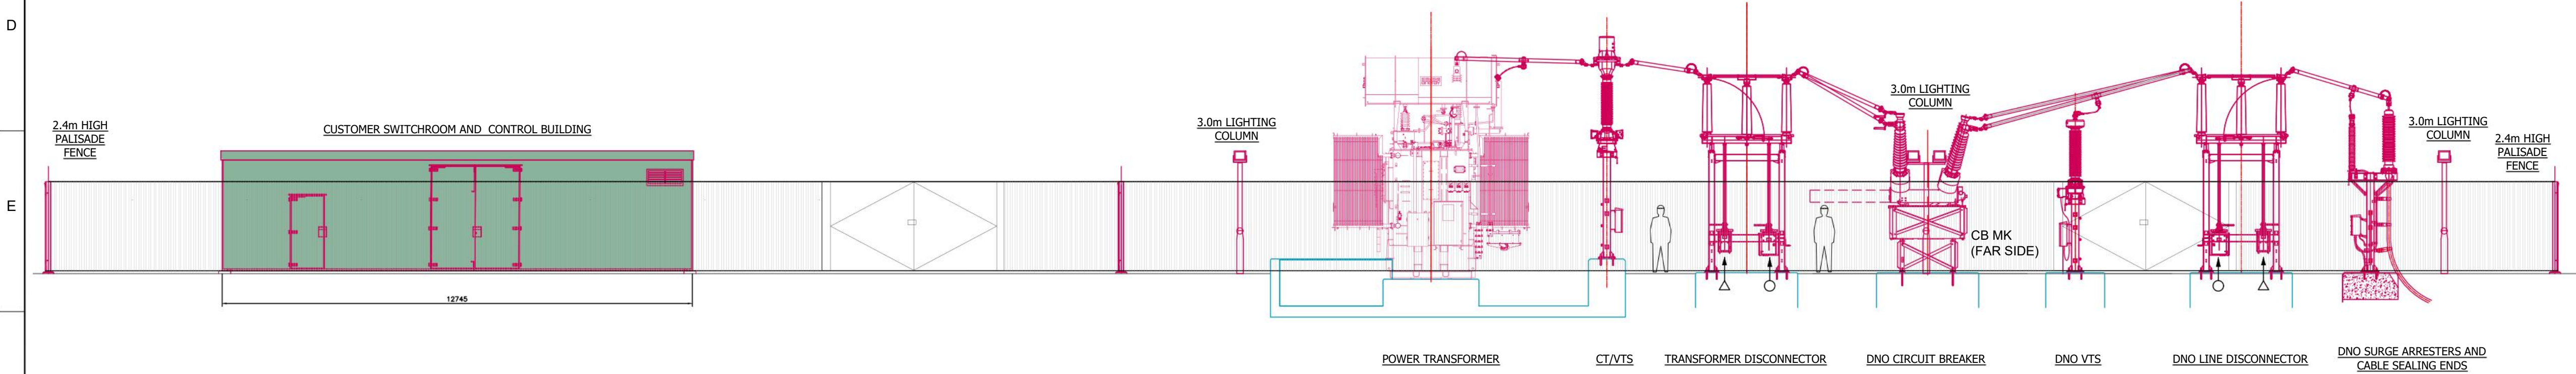 D
E
2.4m HIGH
PALISADE
FENCE
CUSTOMER SWITCHROOM AND CONTROL BUILDING
12745
3.0m LIGHTING
COLUMN
3.0m LIGHTING
COLUMN
3.0m LIGHTING
COLUMN
2.4m HIGH
PALISADE
FENCE
CB MK
(FAR SIDE)
POWER TRANSFORMER
CT/VTS
TRANSFORMER DISCONNECTOR
DNO CIRCUIT BREAKER
DNO VTS
DNO LINE DISCONNECTOR
DNO SURGE ARRESTERS AND
CABLE SEALING ENDS